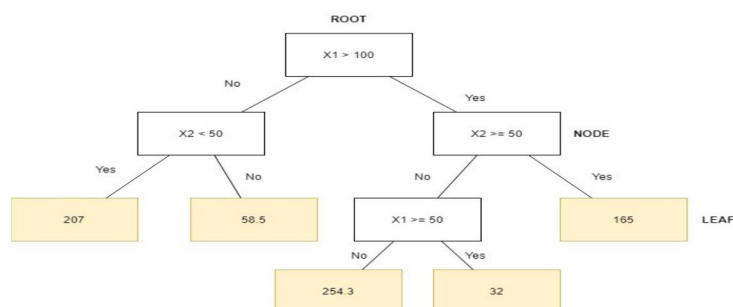 ROOT
X1 > 100
No
Yes
X2 < 50
X2 >= 50
NODE
Yes
No
No
Yes
207
58.5
X1 >= 50
165
LEAF
No
Yes
254.3
32